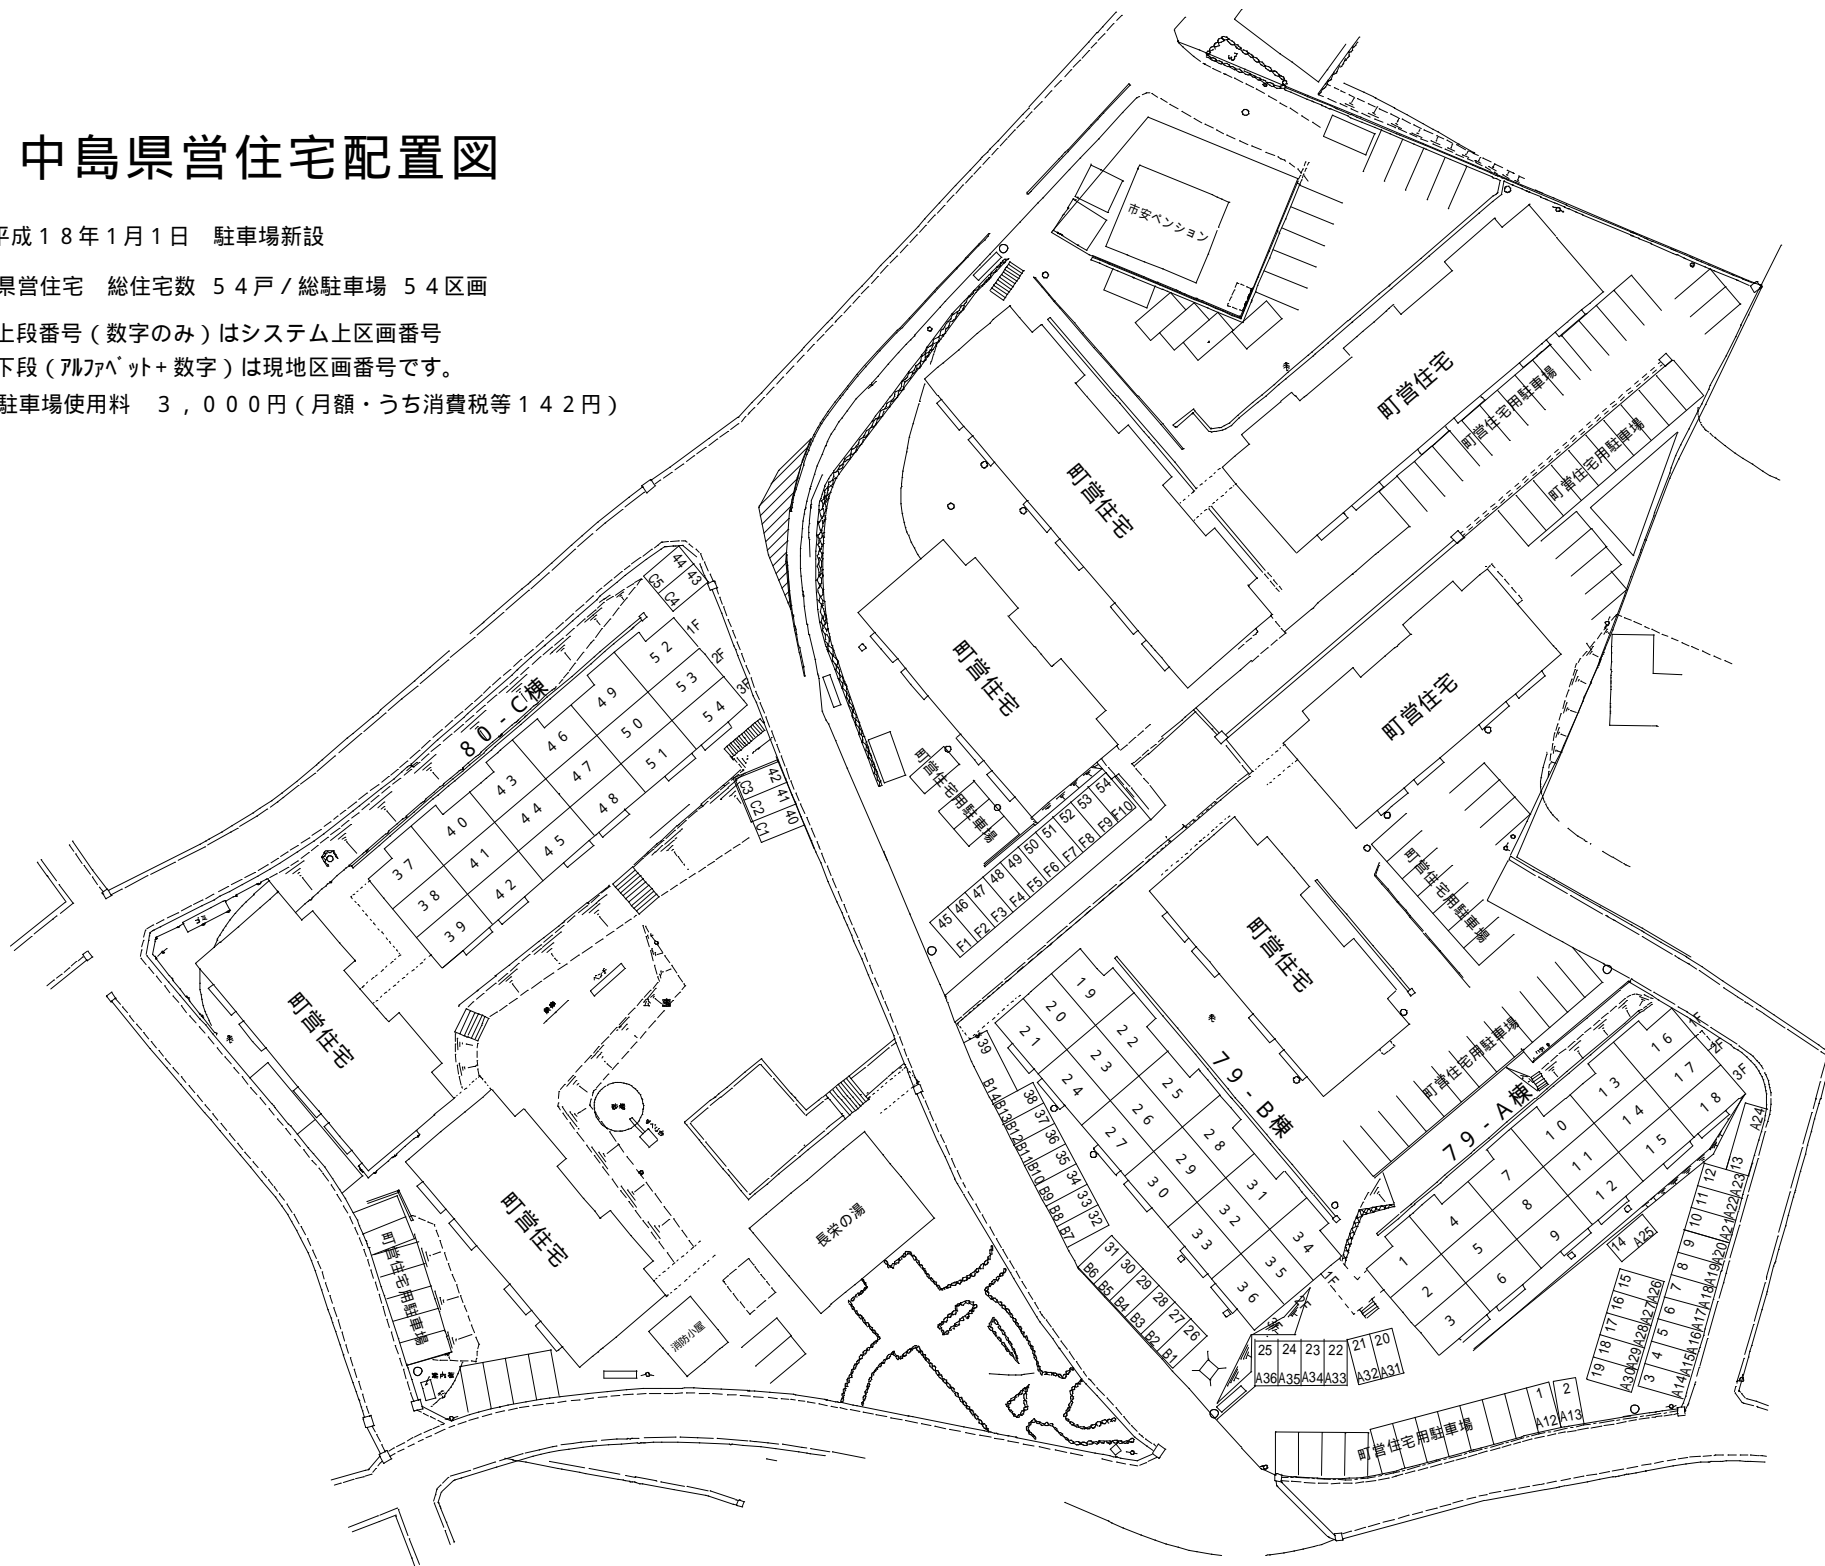 中島県営住宅配置図
平成１８年１月１日　駐車場新設
県営住宅　総住宅数　５４戸／総駐車場　５４区画
上段番号（数字のみ）はシステム上区画番号
下段（ｱﾙﾌｧﾍﾞｯﾄ＋数字）は現地区画番号です。
駐車場使用料　３，０００円（月額・うち消費税等１４２円）
市安ペンション
町営住宅
町営住宅用駐車場
町営住宅用駐車場
町営住宅
町営住宅
町営住宅
町営住宅用駐車場
町営住宅用駐車場
町営住宅
町営住宅用駐車場
80-C棟
1F
2F
3F
37 40 43 46 49 52
38 41 44 47 50 53
39 42 45 48 51 54
44 43
C5 C4
42 41 40
C3 C2 C1
45 46 47 48 49 50 51 52 53 54
F1 F2 F3 F4 F5 F6 F7 F8 F9 F10
町営住宅
町営住宅
町営住宅用駐車場
ゴミ
ベンチ
砂場
長栄の湯
消防小屋
案内板
79-B棟
19 22 25 28 31 34
20 23 26 29 32 35
21 24 27 30 33 36
1F
2F
3F
39 38 37 36 35 34 33 32
B14 B13 B12 B11 B10 B9 B8 B7
31 30 29 28 27 26
B6 B5 B4 B3 B2 B1
79-A棟
1 4 7 10 13 16
2 5 8 11 14 17
3 6 9 12 15 18
1F
2F
3F
25 24 23 22 21 20
A36 A35 A34 A33 A32 A31
14
A25
15 16 17 18 19
A26 A27 A28 A29 A30
13 12 11 10 9 8 7 6 5 4 3
A24 A23 A22 A21 A20 A19 A18 A17 A16 A15 A14
1 2
A12 A13
町営住宅用駐車場